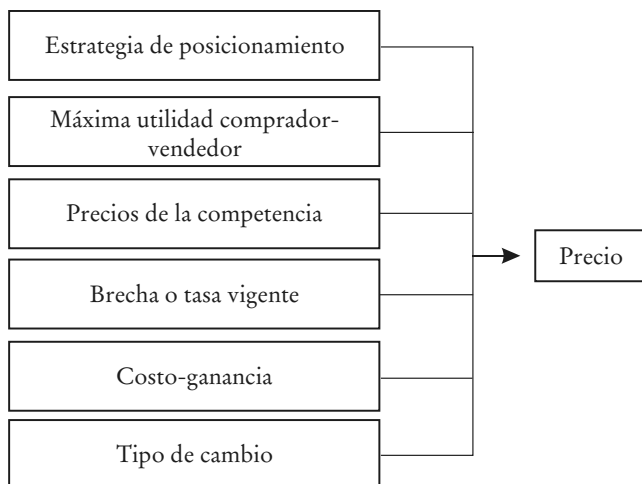 Estrategia de posicionamiento
Máxima utilidad comprador-
vendedor
Precios de la competencia
Brecha o tasa vigente
Costo-ganancia
Tipo de cambio
Precio